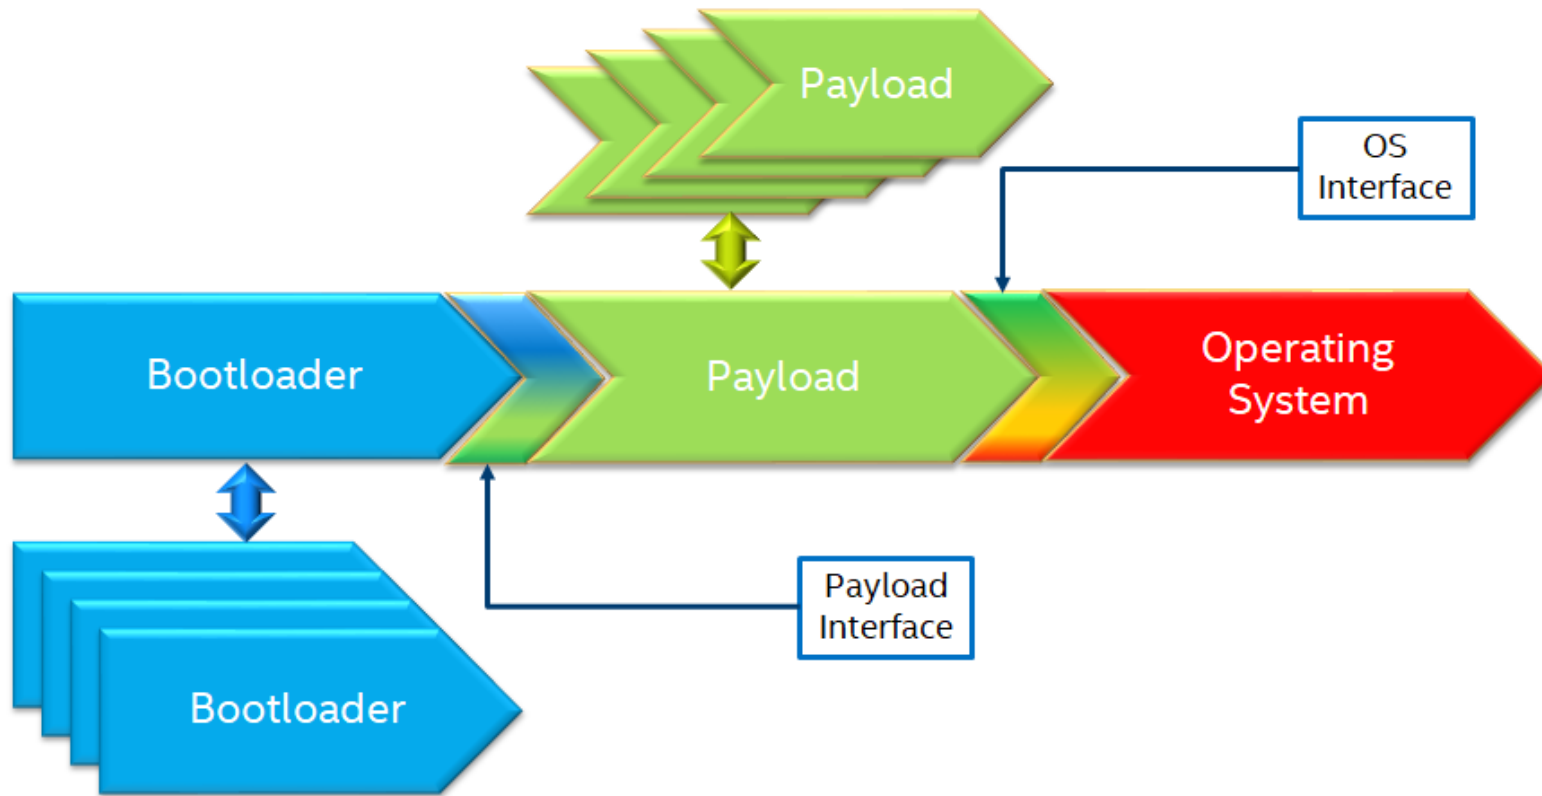 Payload
OS
Interface
Bootloader
Payload
Operating
System
Payload
Interface
Bootloader